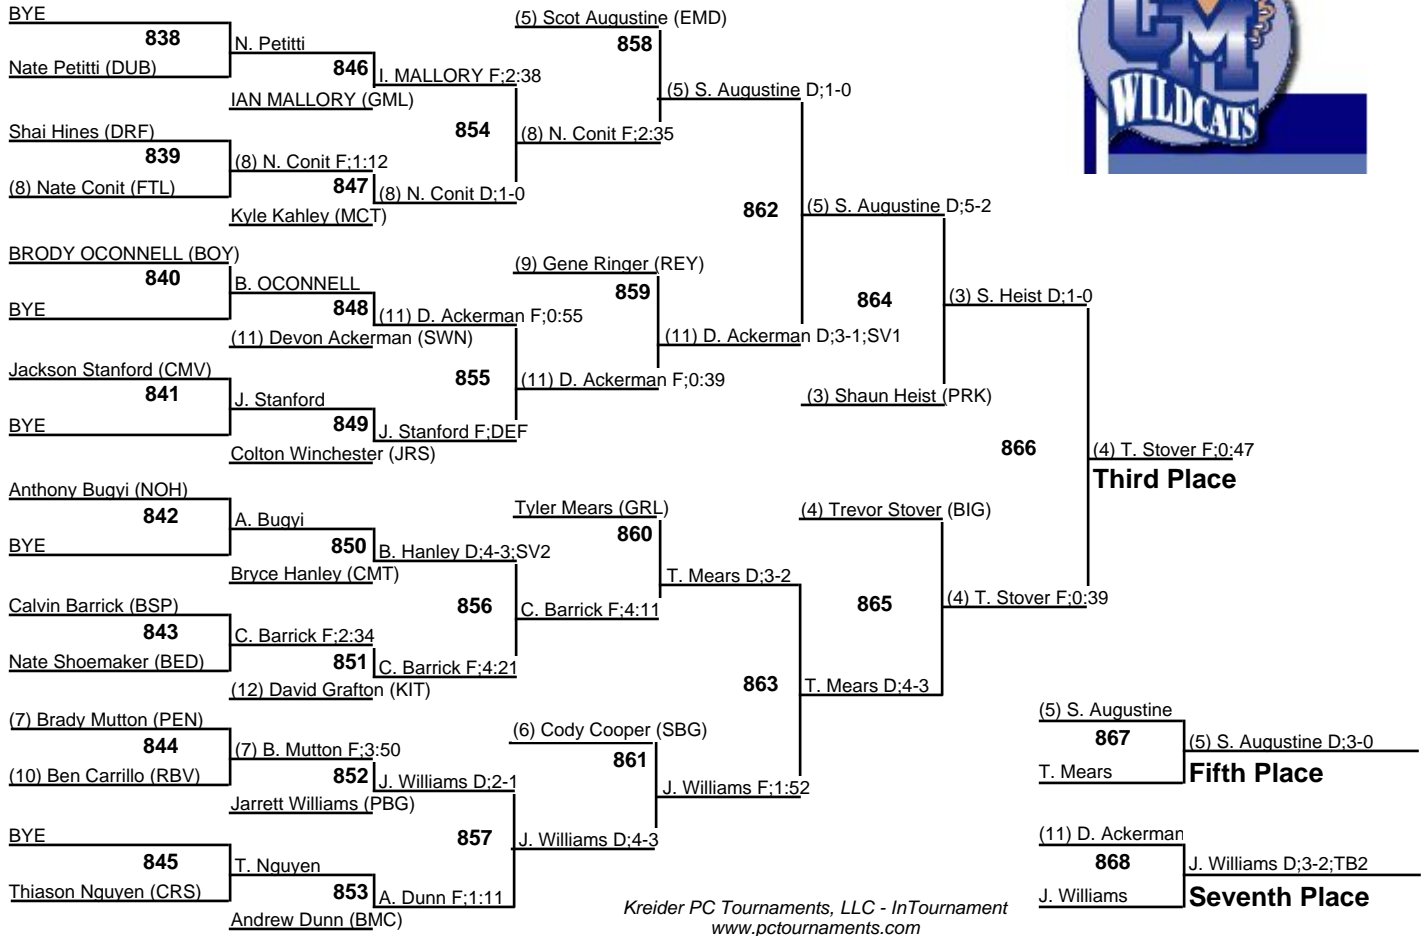 BYE
838
Nate Petitti (DUB)
N. Petitti
846
IAN MALLORY (GML)
I. MALLORY F;2:38
Shai Hines (DRF)
839
(8) Nate Conit (FTL)
(8) N. Conit F;1:12
847
Kyle Kahley (MCT)
(8) N. Conit D;1-0
854
(8) N. Conit F;2:35
(5) Scot Augustine (EMD)
858
(5) S. Augustine D;1-0
BRODY OCONNELL (BOY)
840
BYE
B. OCONNELL
848
(11) Devon Ackerman (SWN)
(11) D. Ackerman F;0:55
Jackson Stanford (CMV)
841
BYE
J. Stanford
849
Colton Winchester (JRS)
J. Stanford F;DEF
855
(11) D. Ackerman F;0:39
(9) Gene Ringer (REY)
859
(11) D. Ackerman D;3-1;SV1
862
(5) S. Augustine D;5-2
864
(3) Shaun Heist (PRK)
(3) S. Heist D;1-0
Anthony Bugyi (NOH)
842
BYE
A. Bugyi
850
Bryce Hanley (CMT)
B. Hanley D;4-3;SV2
Calvin Barrick (BSP)
843
Nate Shoemaker (BED)
C. Barrick F;2:34
851
(12) David Grafton (KIT)
C. Barrick F;4:21
856
C. Barrick F;4:11
Tyler Mears (GRL)
860
T. Mears D;3-2
(7) Brady Mutton (PEN)
844
(10) Ben Carrillo (RBV)
(7) B. Mutton F;3:50
852
Jarrett Williams (PBG)
J. Williams D;2-1
BYE
845
Thiason Nguyen (CRS)
T. Nguyen
853
Andrew Dunn (BMC)
A. Dunn F;1:11
857
J. Williams D;4-3
(6) Cody Cooper (SBG)
861
J. Williams F;1:52
863
T. Mears D;4-3
(4) Trevor Stover (BIG)
865
(4) T. Stover F;0:39
866
(4) T. Stover F;0:47
Third Place
(5) S. Augustine
867
T. Mears
(5) S. Augustine D;3-0
Fifth Place
(11) D. Ackerman
868
J. Williams
J. Williams D;3-2;TB2
Seventh Place
CM
WILDCATS
Kreider PC Tournaments, LLC - InTournament
www.pctournaments.com